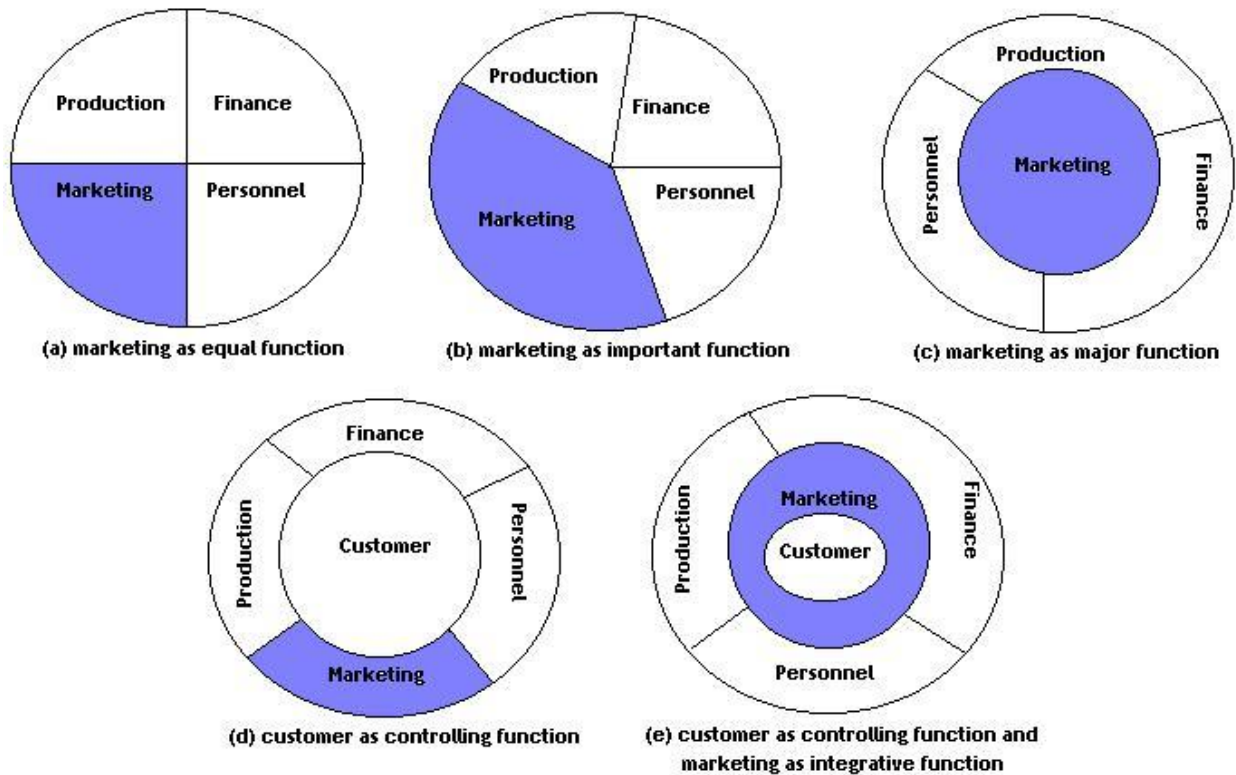 Production
Finance
Marketing
Personnel
(a) marketing as equal function
Production
Finance
Marketing
Personnel
(b) marketing as important function
Production
Marketing
Personnel
Finance
(c) marketing as major function
Finance
Production
Customer
Personnel
Marketing
(d) customer as controlling function
Marketing
Finance
Production
Customer
Personnel
(e) customer as controlling function and
marketing as integrative function